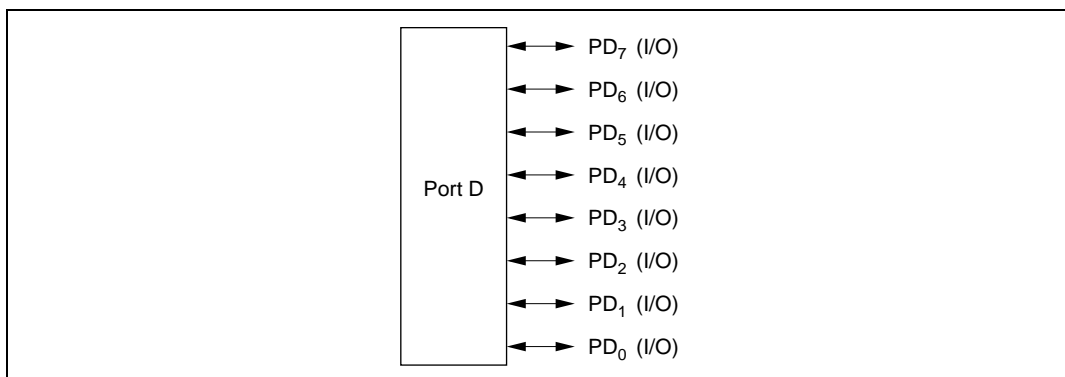 PD7 (I/O)
PD6 (I/O)
PD5 (I/O)
Port D
PD4 (I/O)
PD3 (I/O)
PD2 (I/O)
PD1 (I/O)
PD0 (I/O)